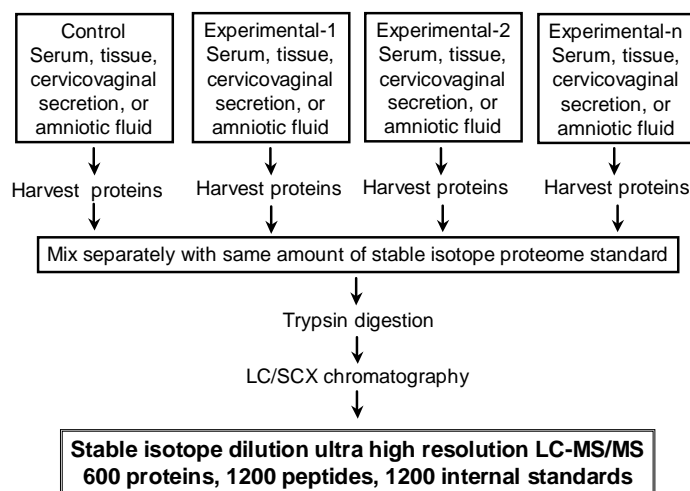 Control
Serum, tissue,
cervicovaginal
secretion, or
amniotic fluid
Experimental-1
Serum, tissue,
cervicovaginal
secretion, or
amniotic fluid
Experimental-2
Serum, tissue,
cervicovaginal
secretion, or
amniotic fluid
Experimental-n
Serum, tissue,
cervicovaginal
secretion, or
amniotic fluid
Harvest proteins
Harvest proteins
Harvest proteins
Harvest proteins
Mix separately with same amount of stable isotope proteome standard
Trypsin digestion
LC/SCX chromatography
Stable isotope dilution ultra high resolution LC-MS/MS
600 proteins, 1200 peptides, 1200 internal standards